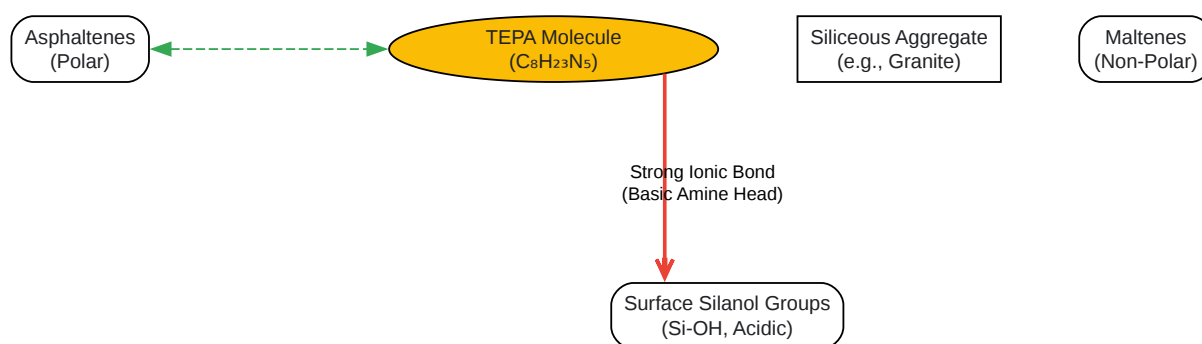 Asphaltenes
(Polar)
TEPA Molecule
(C₈H₂₃N₅)
Siliceous Aggregate
(e.g., Granite)
Maltenes
(Non-Polar)
Strong Ionic Bond
(Basic Amine Head)
Surface Silanol Groups
(Si-OH, Acidic)